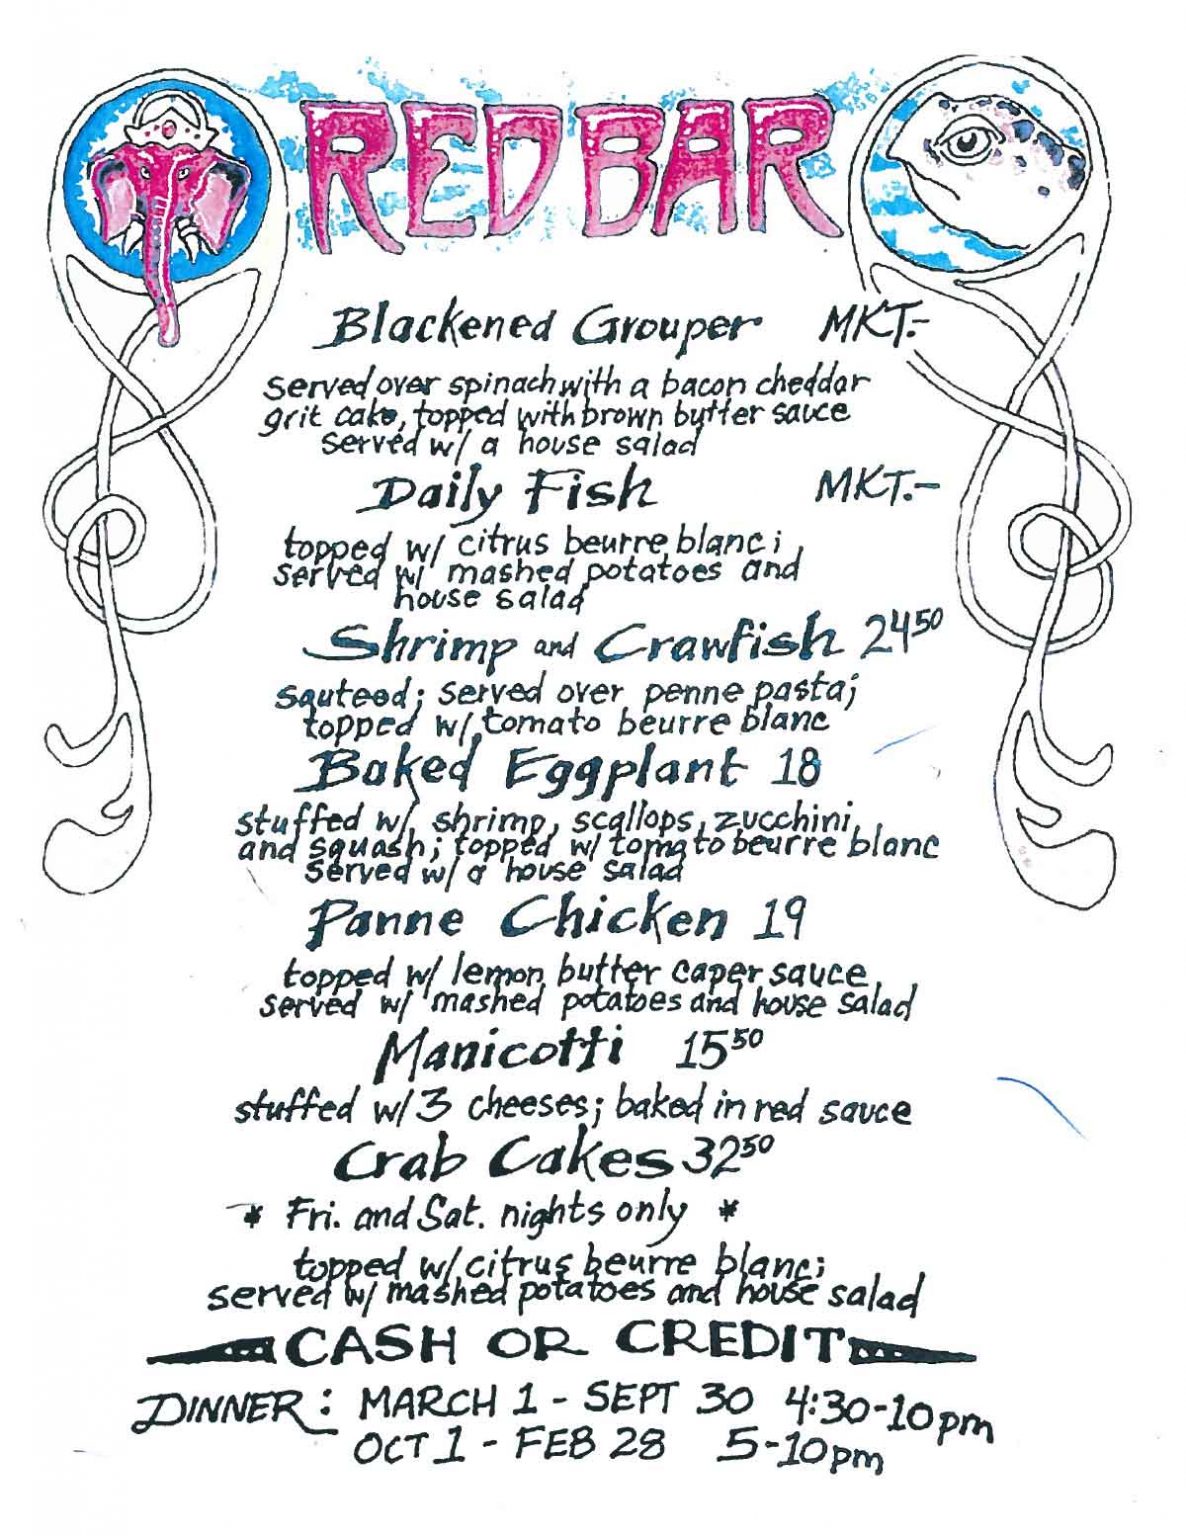 RED BAR
Blackened Grouper MKT.-
served over spinach with a bacon cheddar
grit cake, topped with brown butter sauce
served w/ a house salad
Daily Fish MKT.-
topped w/ citrus beurre blanc;
served w/ mashed potatoes and
house salad
Shrimp and Crawfish 24 50
sauteed; served over penne pasta;
topped w/ tomato beurre blanc
Baked Eggplant 18
stuffed w/ shrimp, scallops, zucchini,
and squash; topped w/ tomato beurre blanc
served w/ a house salad
Panne Chicken 19
topped w/ lemon butter caper sauce,
served w/ mashed potatoes and house salad
Manicotti 15 50
stuffed w/ 3 cheeses; baked in red sauce
Crab Cakes 32 50
* Fri. and Sat. nights only *
topped w/ citrus beurre blanc;
served w/ mashed potatoes and house salad
CASH OR CREDIT
DINNER: MARCH 1 - SEPT 30 4:30-10pm
OCT 1 - FEB 28 5-10pm